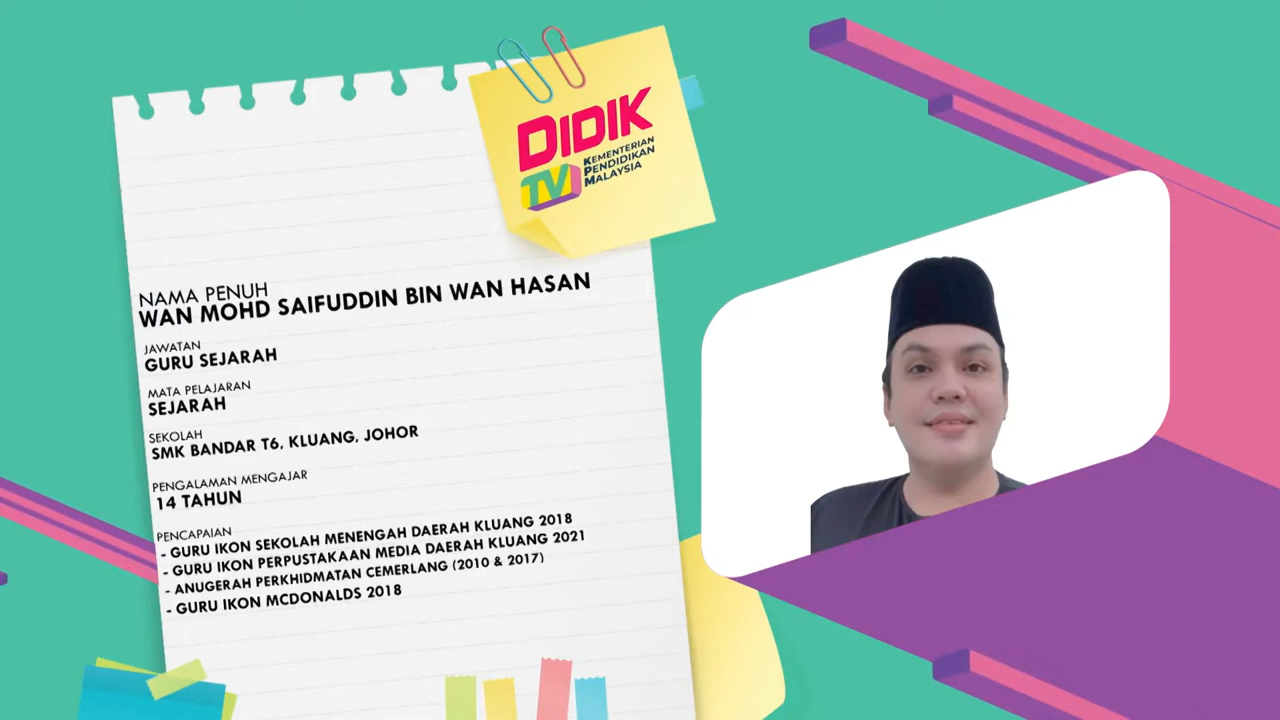 DIDIK
TV
KEMENTERIAN
PENDIDIKAN
MALAYSIA
NAMA PENUH
WAN MOHD SAIFUDDIN BIN WAN HASAN
JAWATAN
GURU SEJARAH
MATA PELAJARAN
SEJARAH
SEKOLAH
SMK BANDAR T6, KLUANG, JOHOR
PENGALAMAN MENGAJAR
14 TAHUN
PENCAPAIAN
- GURU IKON SEKOLAH MENENGAH DAERAH KLUANG 2018
- GURU IKON PERPUSTAKAAN MEDIA DAERAH KLUANG 2021
- ANUGERAH PERKHIDMATAN CEMERLANG (2010 & 2017)
- GURU IKON MCDONALDS 2018